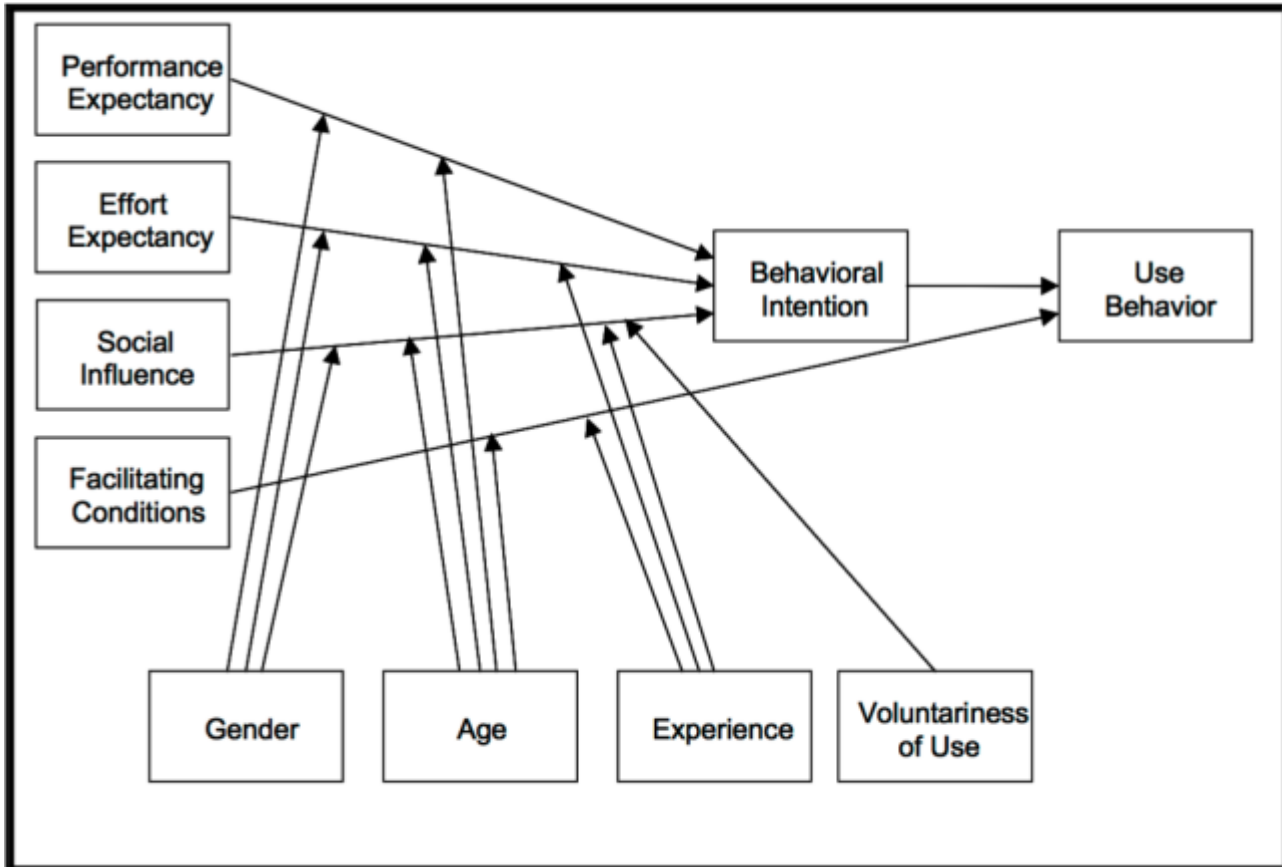 Performance
Expectancy
Effort
Expectancy
Social
Influence
Facilitating
Conditions
Behavioral
Intention
Use
Behavior
Gender
Age
Experience
Voluntariness
of Use